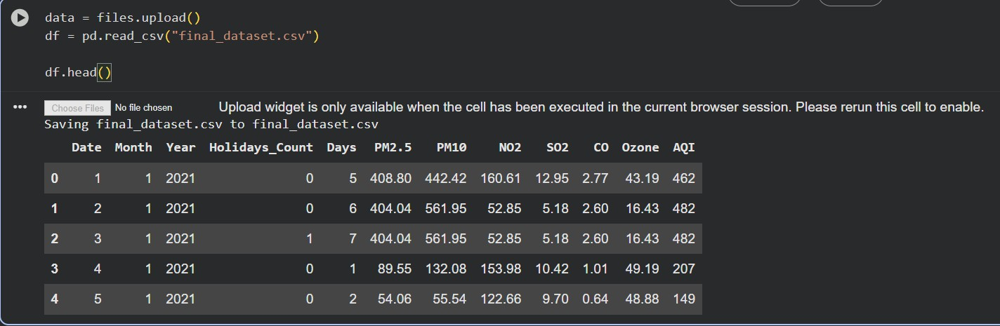 data = files.upload()
df = pd.read_csv("final_dataset.csv")
df.head()
Choose Files No file chosen Upload widget is only available when the cell has been executed in the current browser session. Please rerun this cell to enable.
Saving final_dataset.csv to final_dataset.csv
Date Month Year Holidays_Count Days PM2.5 PM10 NO2 SO2 CO Ozone AQI
0 1 1 2021 0 5 408.80 442.42 160.61 12.95 2.77 43.19 462
1 2 1 2021 0 6 404.04 561.95 52.85 5.18 2.60 16.43 482
2 3 1 2021 1 7 404.04 561.95 52.85 5.18 2.60 16.43 482
3 4 1 2021 0 1 89.55 132.08 153.98 10.42 1.01 49.19 207
4 5 1 2021 0 2 54.06 55.54 122.66 9.70 0.64 48.88 149